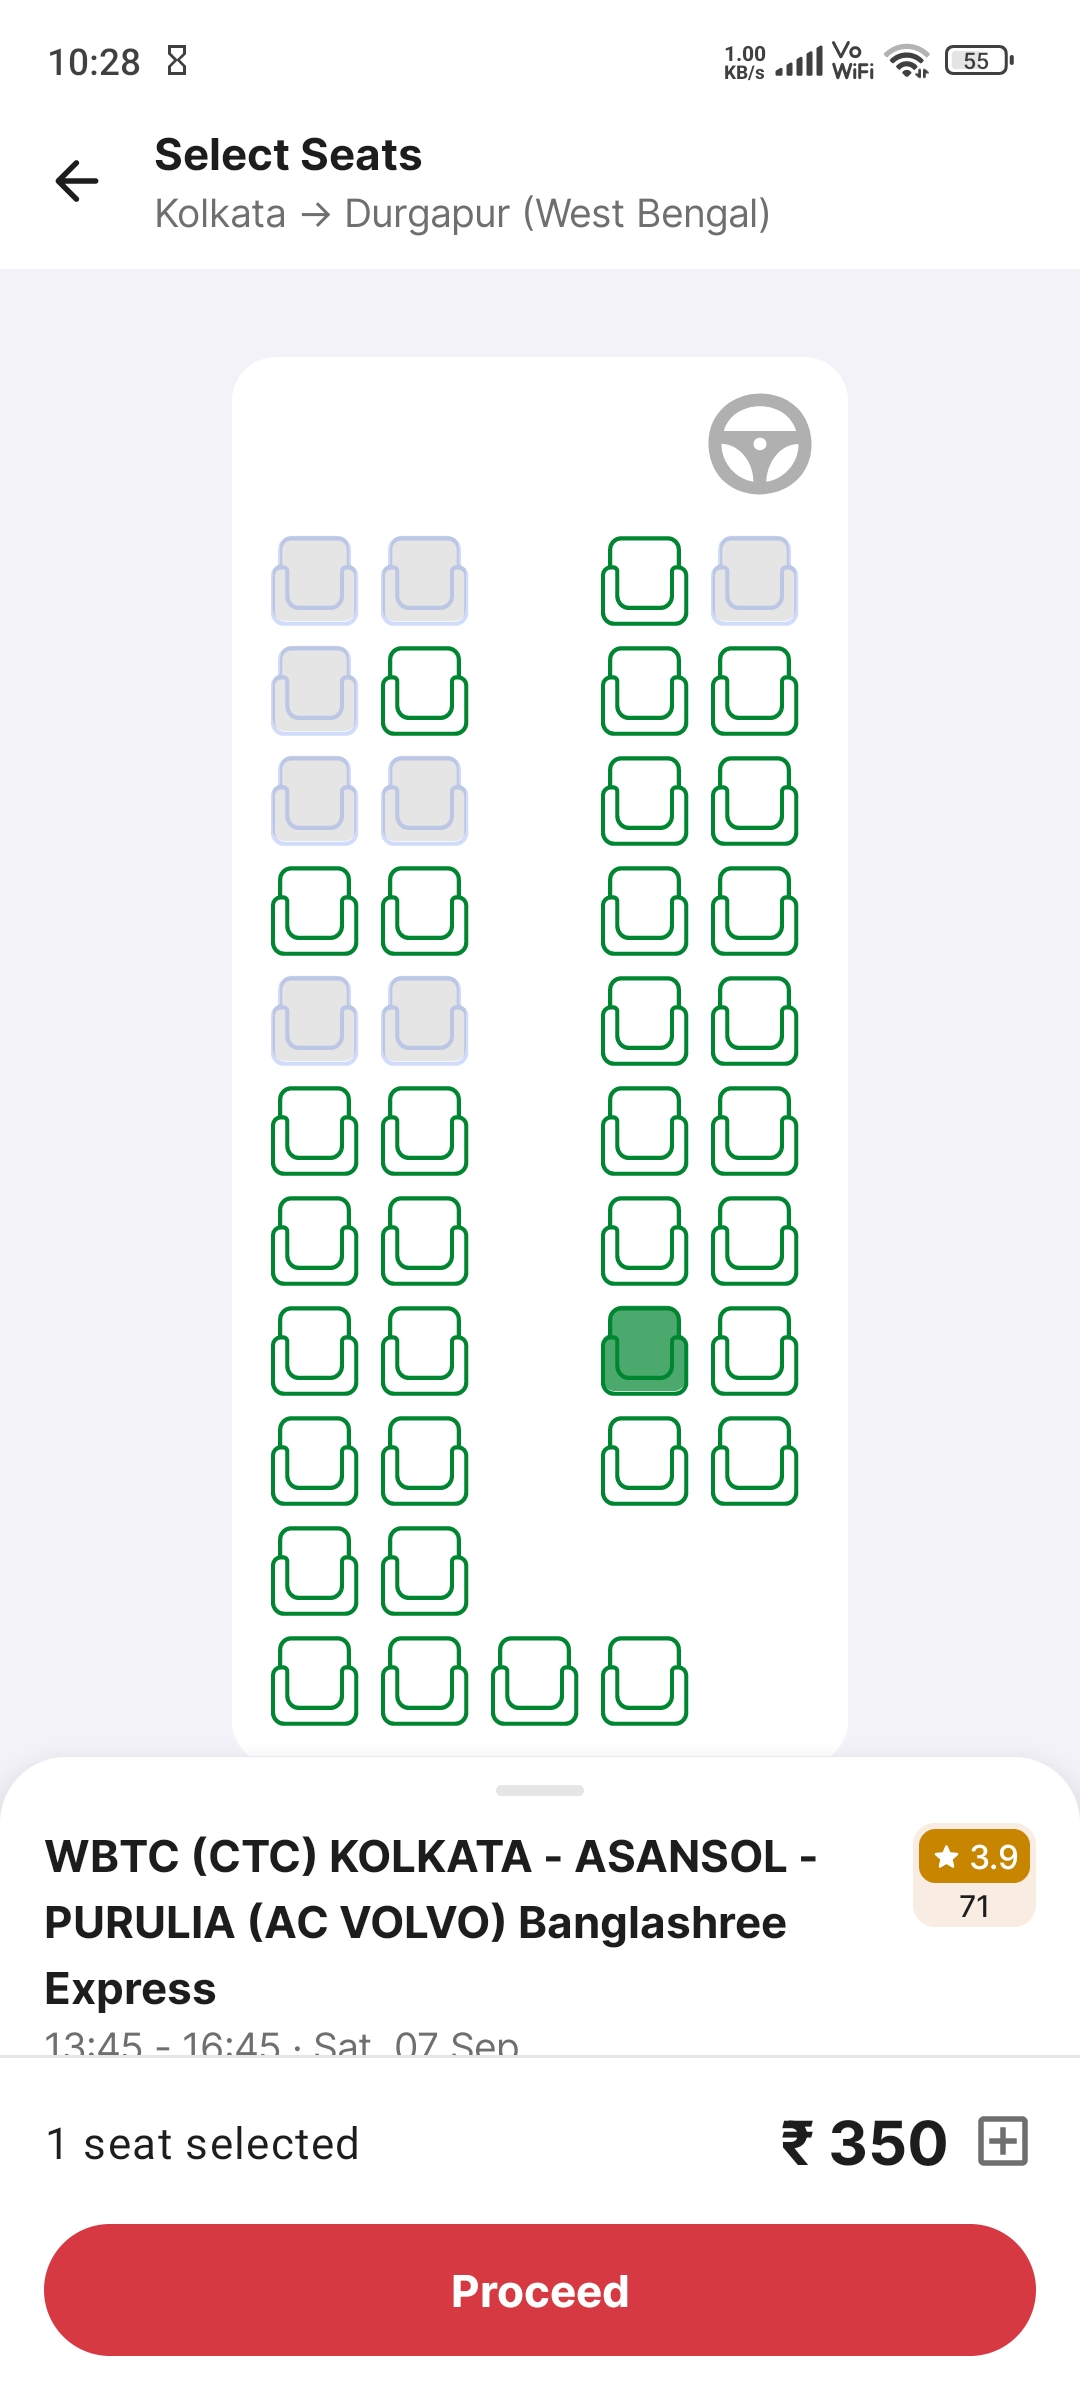 10:28
1.00 KB/s Vo WiFi 55
Select Seats
Kolkata → Durgapur (West Bengal)
WBTC (CTC) KOLKATA - ASANSOL -
PURULIA (AC VOLVO) Banglashree
Express
3.9
71
13:45 - 16:45 · Sat, 07 Sep
1 seat selected
₹ 350
Proceed